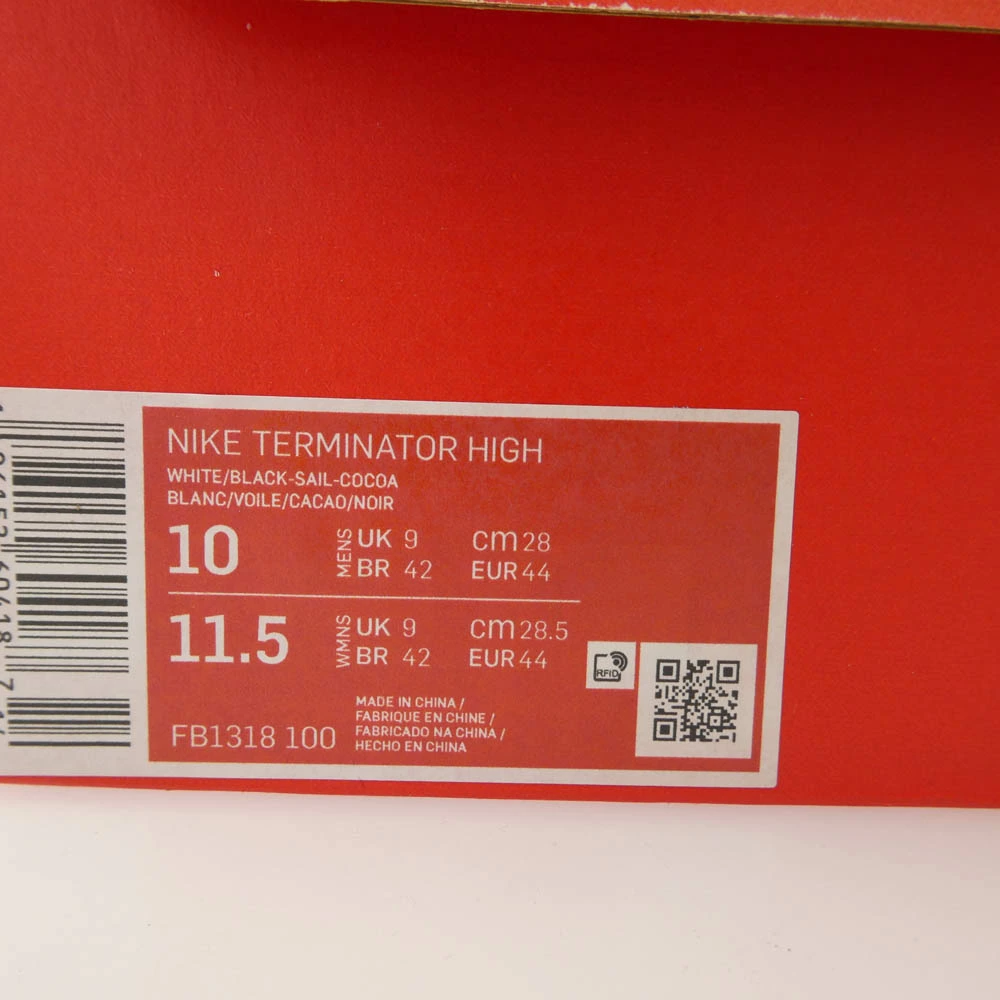 NIKE TERMINATOR HIGH
WHITE/BLACK-SAIL-COCOA
BLANC/VOILE/CACAO/NOIR
10 MENS UK 9 cm 28
BR 42 EUR 44
11.5 WMNS UK 9 cm 28.5
BR 42 EUR 44
RFID
FB1318 100
MADE IN CHINA /
FABRIQUE EN CHINE /
FABRICADO NA CHINA /
HECHO EN CHINA